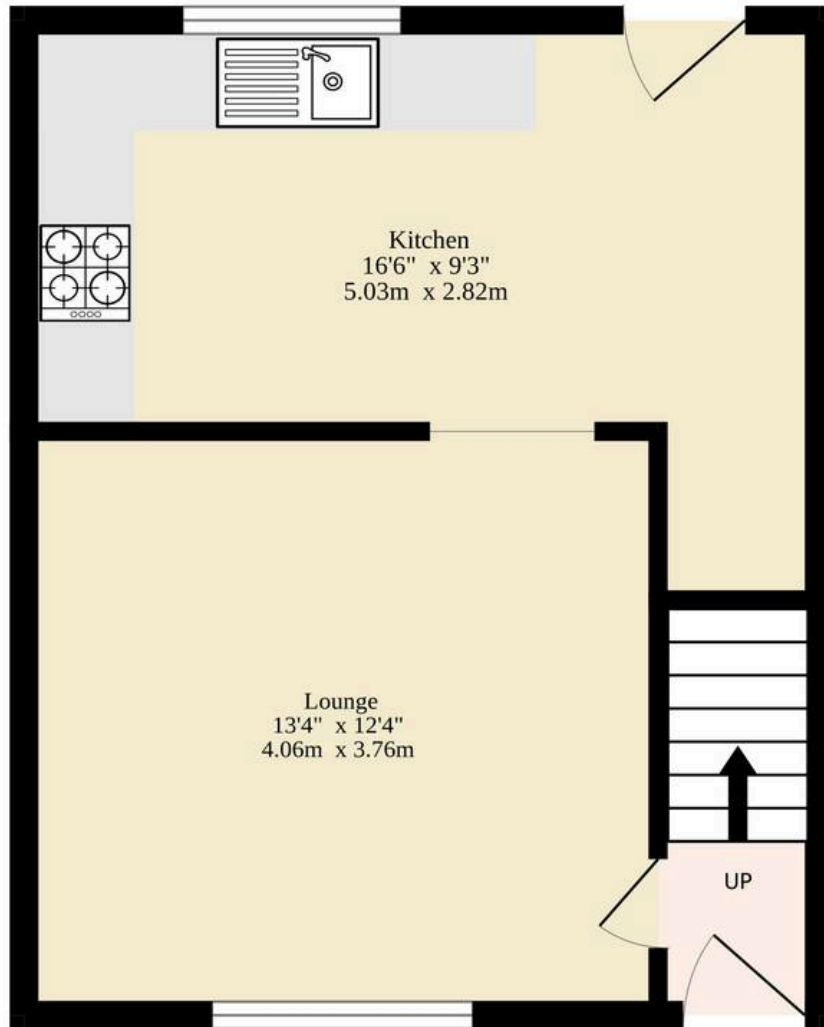 Kitchen
16'6" x 9'3"
5.03m x 2.82m
Lounge
13'4" x 12'4"
4.06m x 3.76m
UP